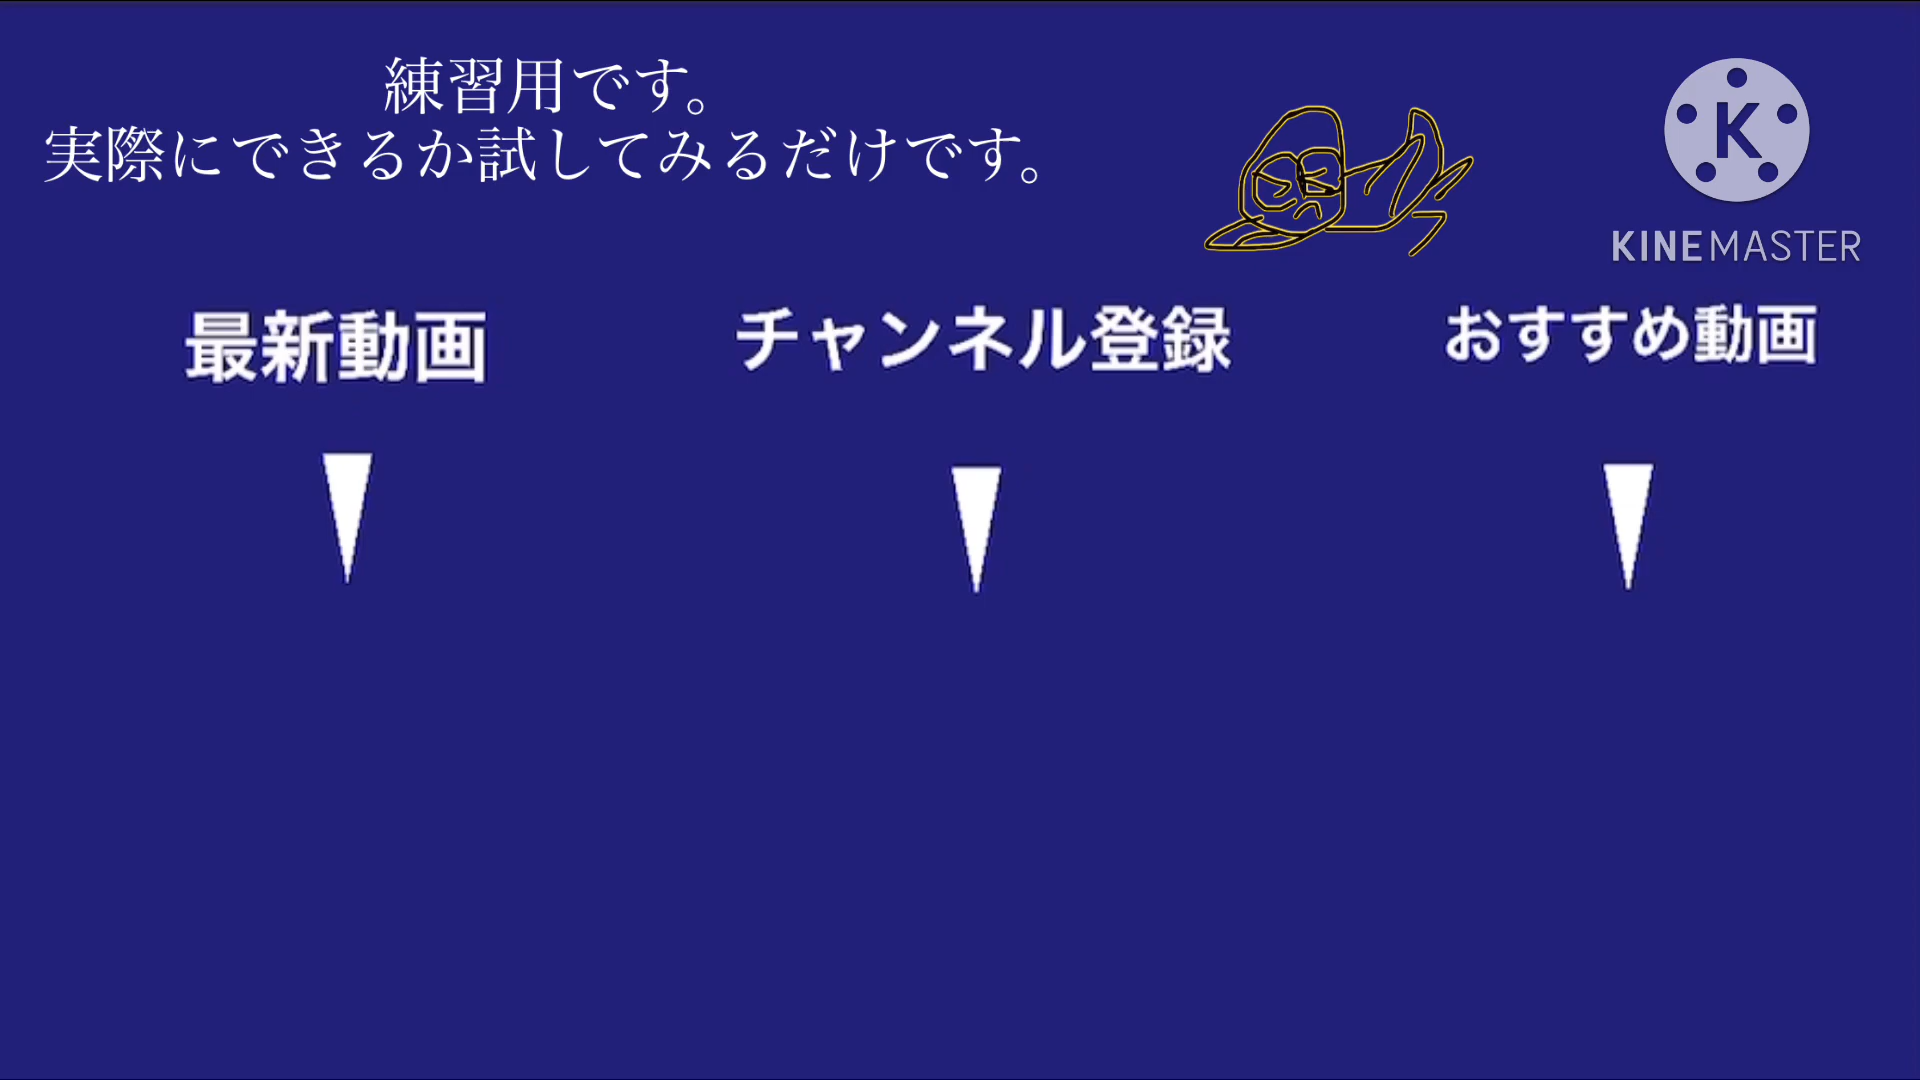 練習用です。
実際にできるか試してみるだけです。
K
KINEMASTER
最新動画
チャンネル登録
おすすめ動画